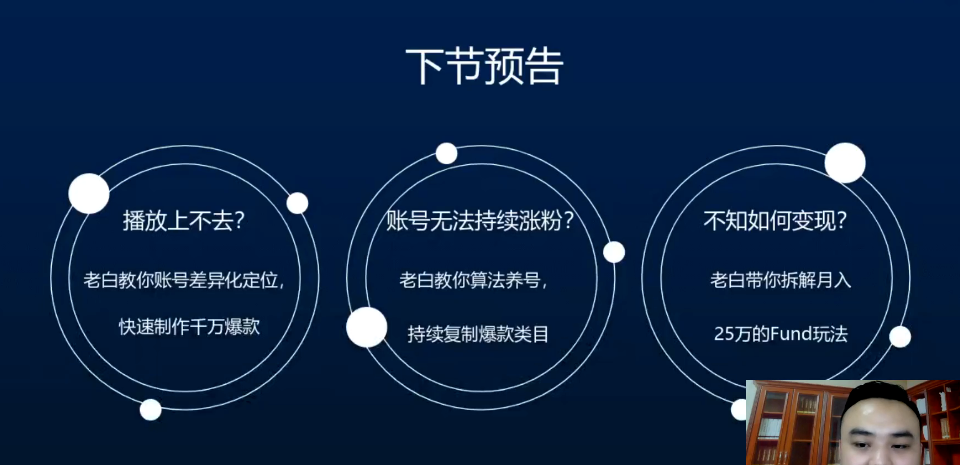 下节预告
播放上不去？
老白教你账号差异化定位，
快速制作千万爆款
账号无法持续涨粉？
老白教你算法养号，
持续复制爆款类目
不知如何变现？
老白带你拆解月入
25万的Fund玩法